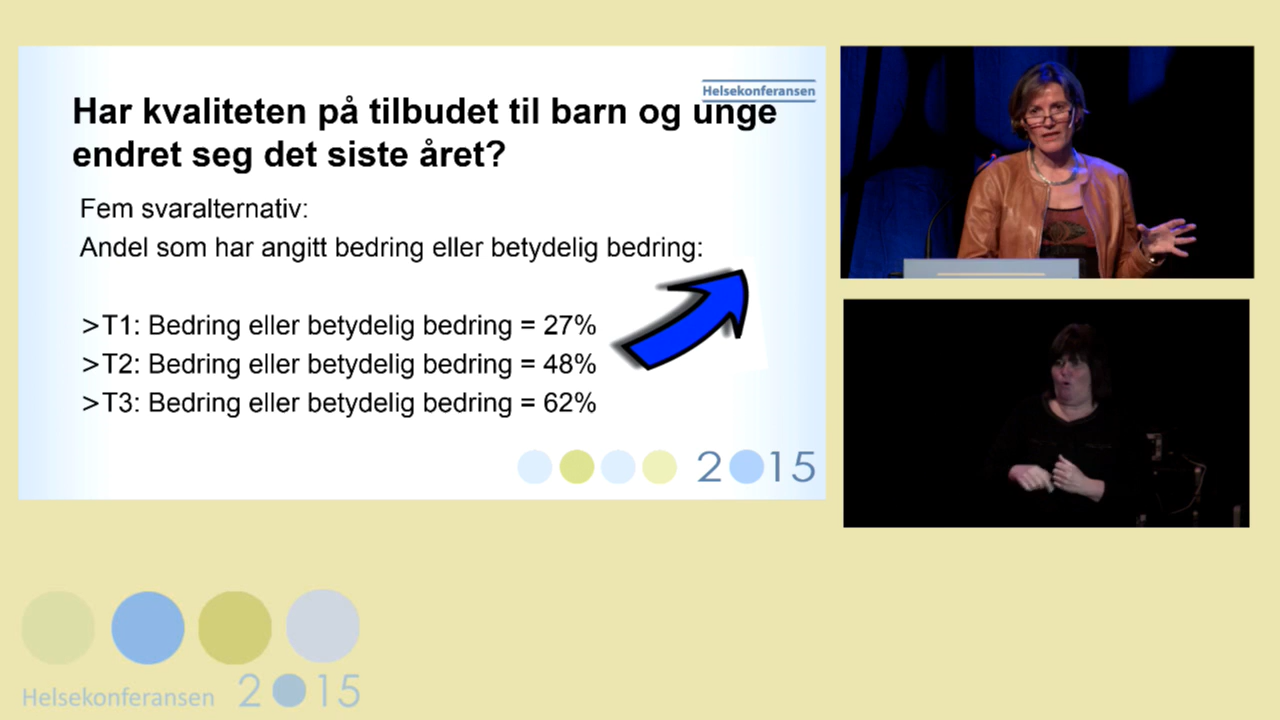 Helsekonferansen
Har kvaliteten på tilbudet til barn og unge
endret seg det siste året?
Fem svaralternativ:
Andel som har angitt bedring eller betydelig bedring:
>T1: Bedring eller betydelig bedring = 27%
>T2: Bedring eller betydelig bedring = 48%
>T3: Bedring eller betydelig bedring = 62%
2015
Helsekonferansen 2015